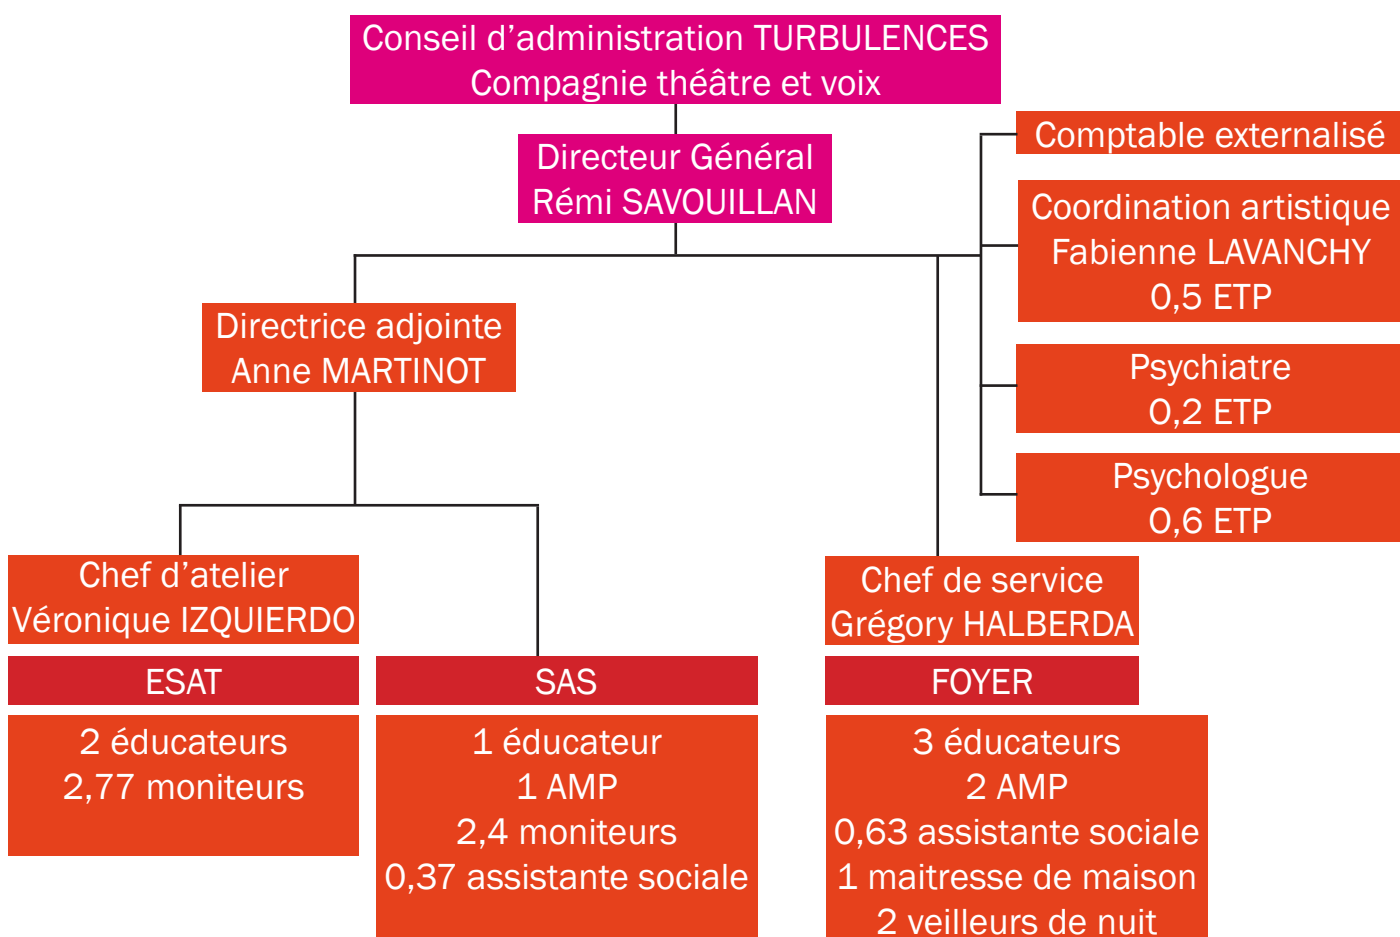 Conseil d’administration TURBULENCES
Compagnie théâtre et voix
Directeur Général
Rémi SAVOUILLAN
Comptable externalisé
Coordination artistique
Fabienne LAVANCHY
0,5 ETP
Directrice adjointe
Anne MARTINOT
Psychiatre
0,2 ETP
Psychologue
0,6 ETP
Chef d’atelier
Véronique IZQUIERDO
ESAT
2 éducateurs
2,77 moniteurs
SAS
1 éducateur
1 AMP
2,4 moniteurs
0,37 assistante sociale
Chef de service
Grégory HALBERDA
FOYER
3 éducateurs
2 AMP
0,63 assistante sociale
1 maitresse de maison
2 veilleurs de nuit